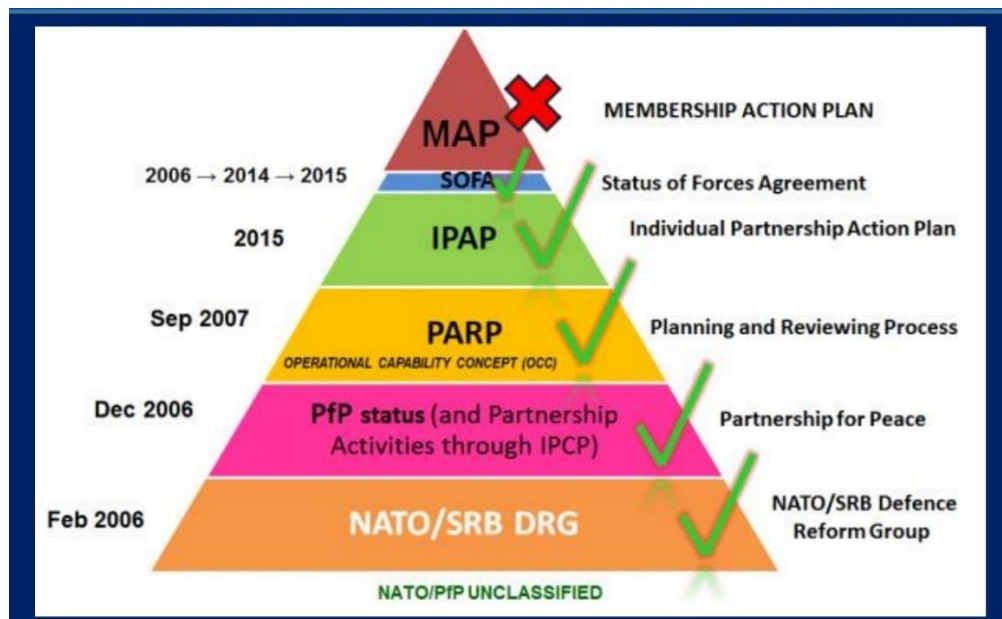 MAP
MEMBERSHIP ACTION PLAN
2006 → 2014 → 2015
SOFA
Status of Forces Agreement
2015
IPAP
Individual Partnership Action Plan
Sep 2007
PARP
OPERATIONAL CAPABILITY CONCEPT (OCC)
Planning and Reviewing Process
Dec 2006
PfP status (and Partnership
Activities through IPCP)
Partnership for Peace
Feb 2006
NATO/SRB DRG
NATO/SRB Defence
Reform Group
NATO/PfP UNCLASSIFIED